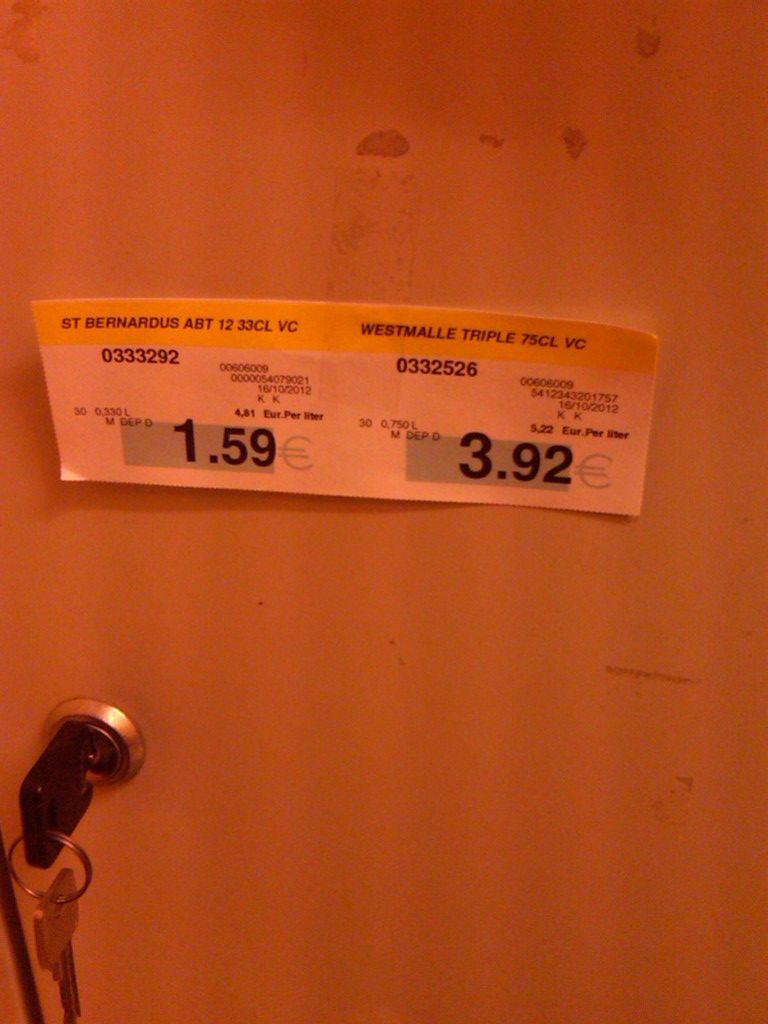 ST BERNARDUS ABT 12 33CL VC
0333292
00606009
0000054079021
16/10/2012
K K
30 0,330 L
4,81 Eur.Per liter
M DEP D
1.59€
WESTMALLE TRIPLE 75CL VC
0332526
00606009
5412343201757
16/10/2012
K K
30 0,750 L
5,22 Eur.Per liter
M DEP D
3.92€